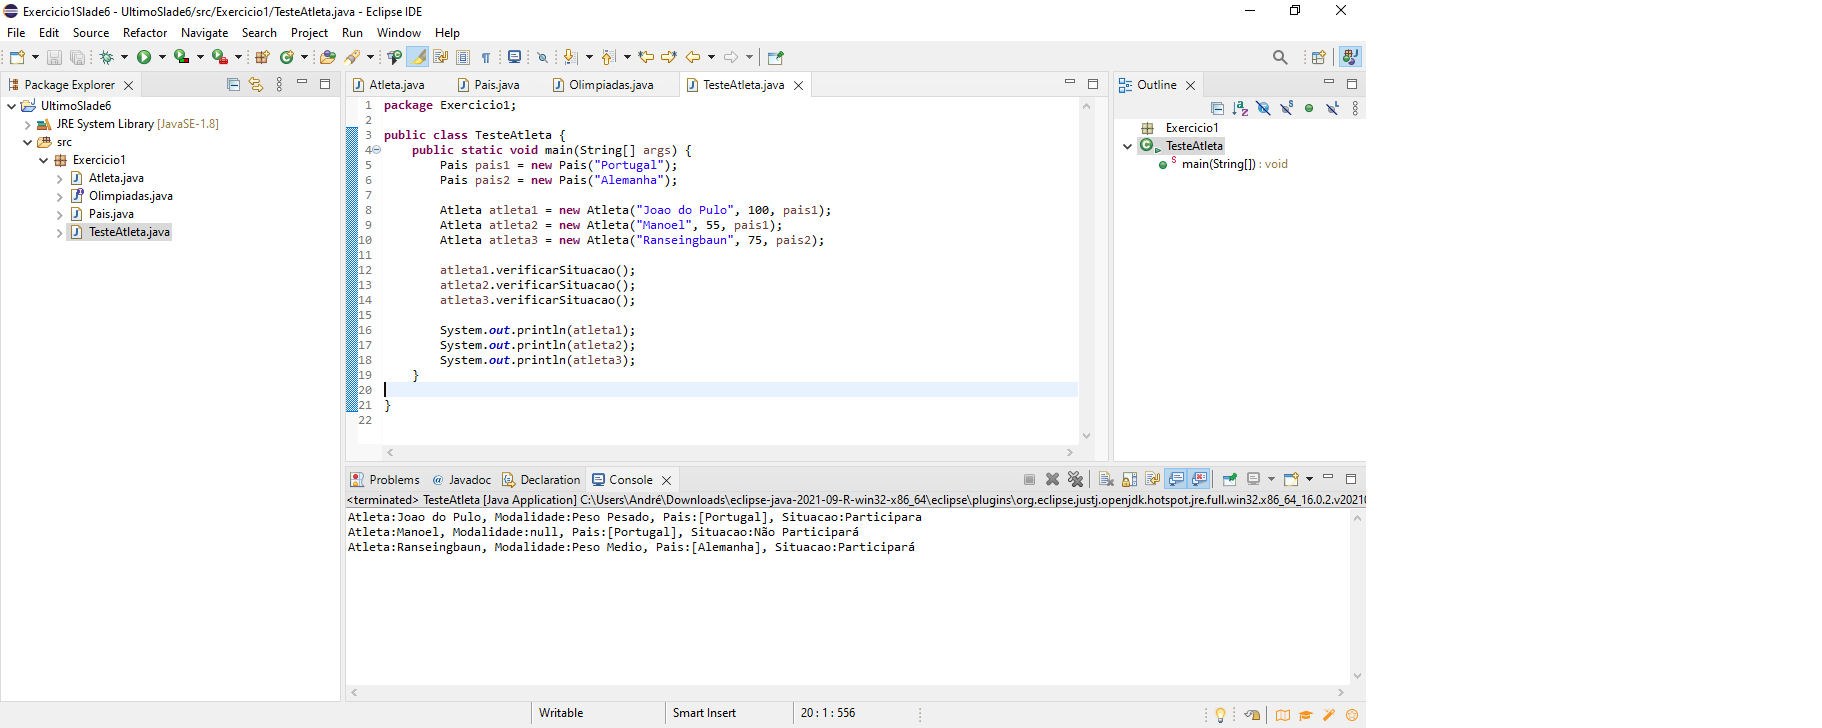 Exercicio1Slade6 - UltimoSlade6/src/Exercicio1/TesteAtleta.java - Eclipse IDE
File Edit Source Refactor Navigate Search Project Run Window Help
Package Explorer
UltimoSlade6
JRE System Library [JavaSE-1.8]
src
Exercicio1
Atleta.java
Olimpiadas.java
Pais.java
TesteAtleta.java
Atleta.java Pais.java Olimpiadas.java TesteAtleta.java
1 package Exercicio1;
2
3 public class TesteAtleta {
4 public static void main(String[] args) {
5 Pais pais1 = new Pais("Portugal");
6 Pais pais2 = new Pais("Alemanha");
7
8 Atleta atleta1 = new Atleta("Joao do Pulo", 100, pais1);
9 Atleta atleta2 = new Atleta("Manoel", 55, pais1);
10 Atleta atleta3 = new Atleta("Ranseingbaun", 75, pais2);
11
12 atleta1.verificarSituacao();
13 atleta2.verificarSituacao();
14 atleta3.verificarSituacao();
15
16 System.out.println(atleta1);
17 System.out.println(atleta2);
18 System.out.println(atleta3);
19 }
20
21 }
22
Outline
Exercicio1
TesteAtleta
main(String[]) : void
Problems @ Javadoc Declaration Console
<terminated> TesteAtleta [Java Application] C:\Users\André\Downloads\eclipse-java-2021-09-R-win32-x86_64\eclipse\plugins\org.eclipse.justj.openjdk.hotspot.jre.full.win32.x86_64_16.0.2.v20210
Atleta:Joao do Pulo, Modalidade:Peso Pesado, Pais:[Portugal], Situacao:Participara
Atleta:Manoel, Modalidade:null, Pais:[Portugal], Situacao:Não Participará
Atleta:Ranseingbaun, Modalidade:Peso Medio, Pais:[Alemanha], Situacao:Participará
Writable Smart Insert 20 : 1 : 556